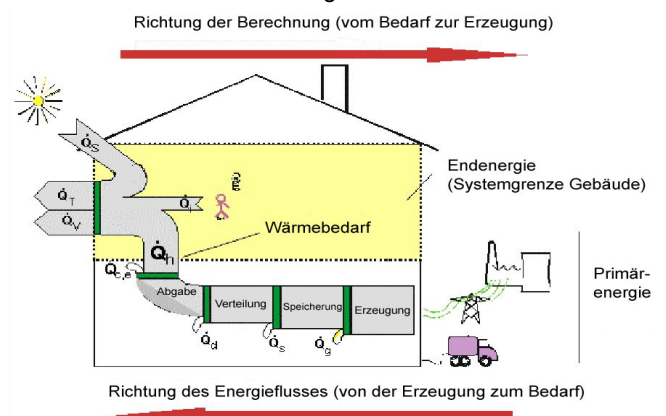 Richtung der Berechnung (vom Bedarf zur Erzeugung)
Q̇S
Endenergie
(Systemgrenze Gebäude)
Q̇T
Q̇i
Q̇V
Wärmebedarf
Q̇h
Qc,e
Primär-
energie
Abgabe
Verteilung
Speicherung
Erzeugung
Q̇d
Q̇s
Q̇g
Richtung des Energieflusses (von der Erzeugung zum Bedarf)